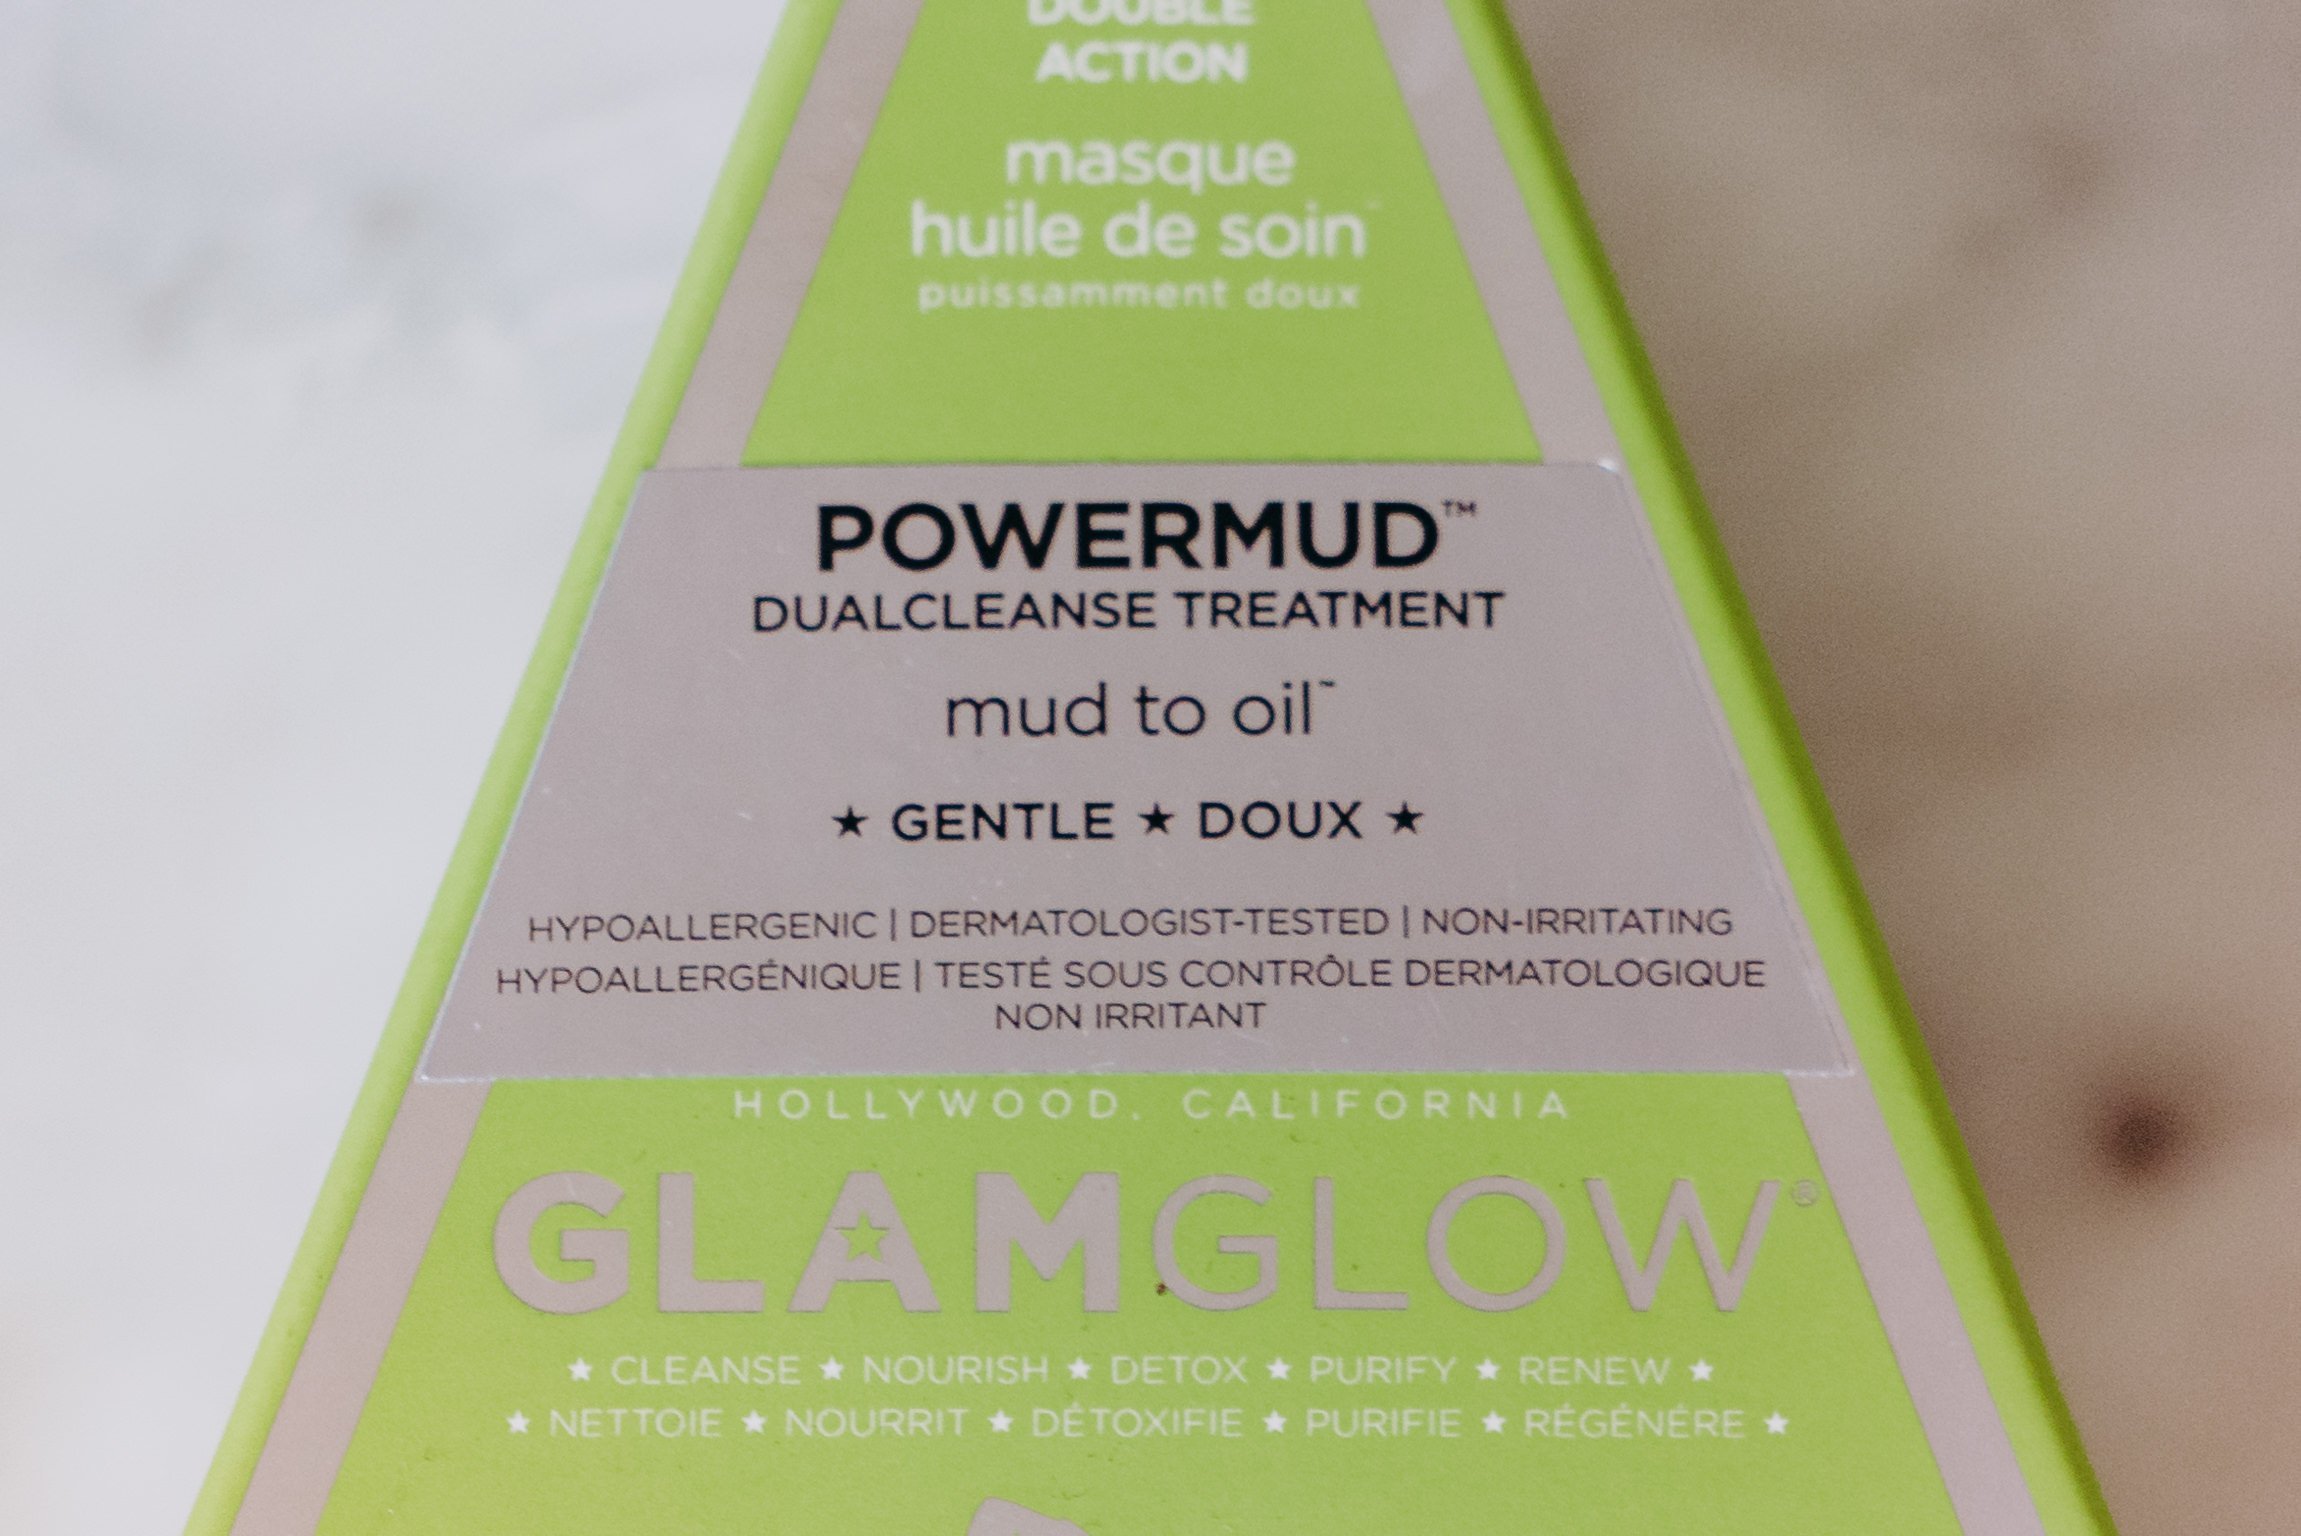 DOUBLE
ACTION
masque
huile de soin
puissamment doux
POWERMUD™
DUALCLEANSE TREATMENT
mud to oil™
★ GENTLE ★ DOUX ★
HYPOALLERGENIC | DERMATOLOGIST-TESTED | NON-IRRITATING
HYPOALLERGÉNIQUE | TESTÉ SOUS CONTRÔLE DERMATOLOGIQUE
NON IRRITANT
HOLLYWOOD, CALIFORNIA
GLAMGLOW®
★ CLEANSE ★ NOURISH ★ DETOX ★ PURIFY ★ RENEW ★
★ NETTOIE ★ NOURRIT ★ DÉTOXIFIE ★ PURIFIE ★ RÉGÉNÉRE ★